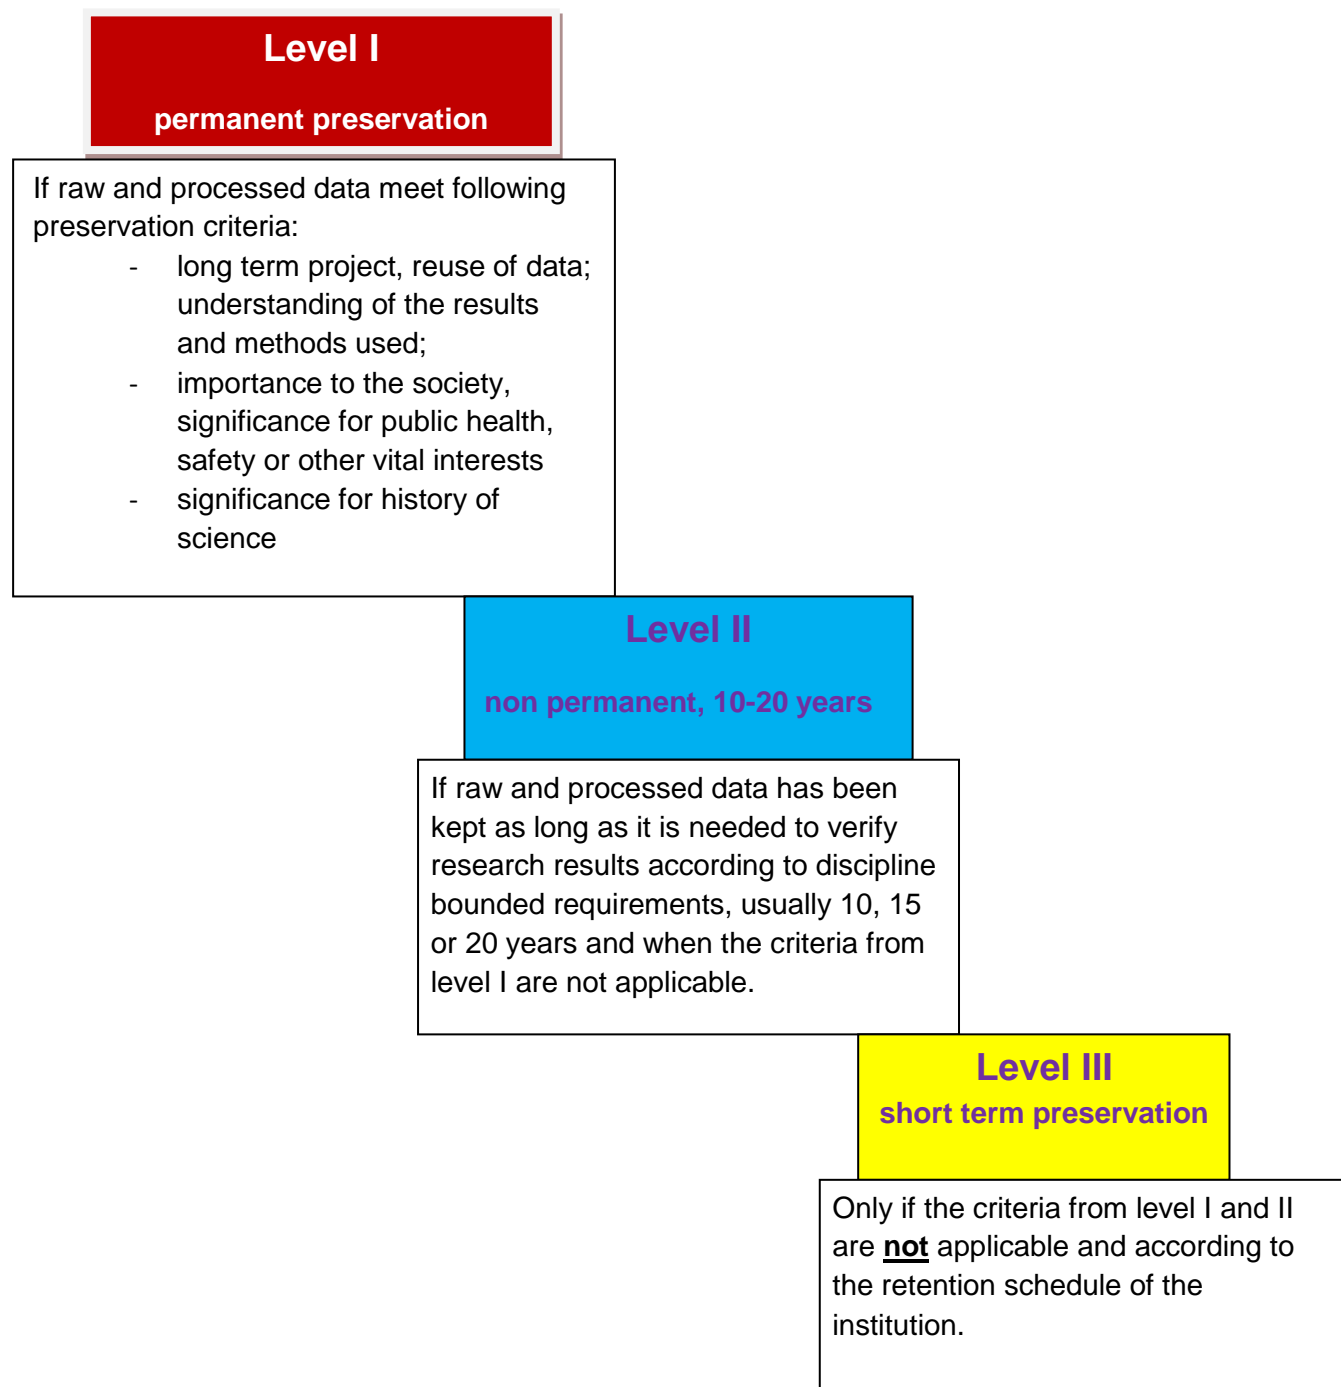 Level I
permanent preservation
If raw and processed data meet following
preservation criteria:
- long term project, reuse of data;
understanding of the results
and methods used;
- importance to the society,
significance for public health,
safety or other vital interests
- significance for history of
science
Level II
non permanent, 10-20 years
If raw and processed data has been
kept as long as it is needed to verify
research results according to discipline
bounded requirements, usually 10, 15
or 20 years and when the criteria from
level I are not applicable.
Level III
short term preservation
Only if the criteria from level I and II
are not applicable and according to
the retention schedule of the
institution.